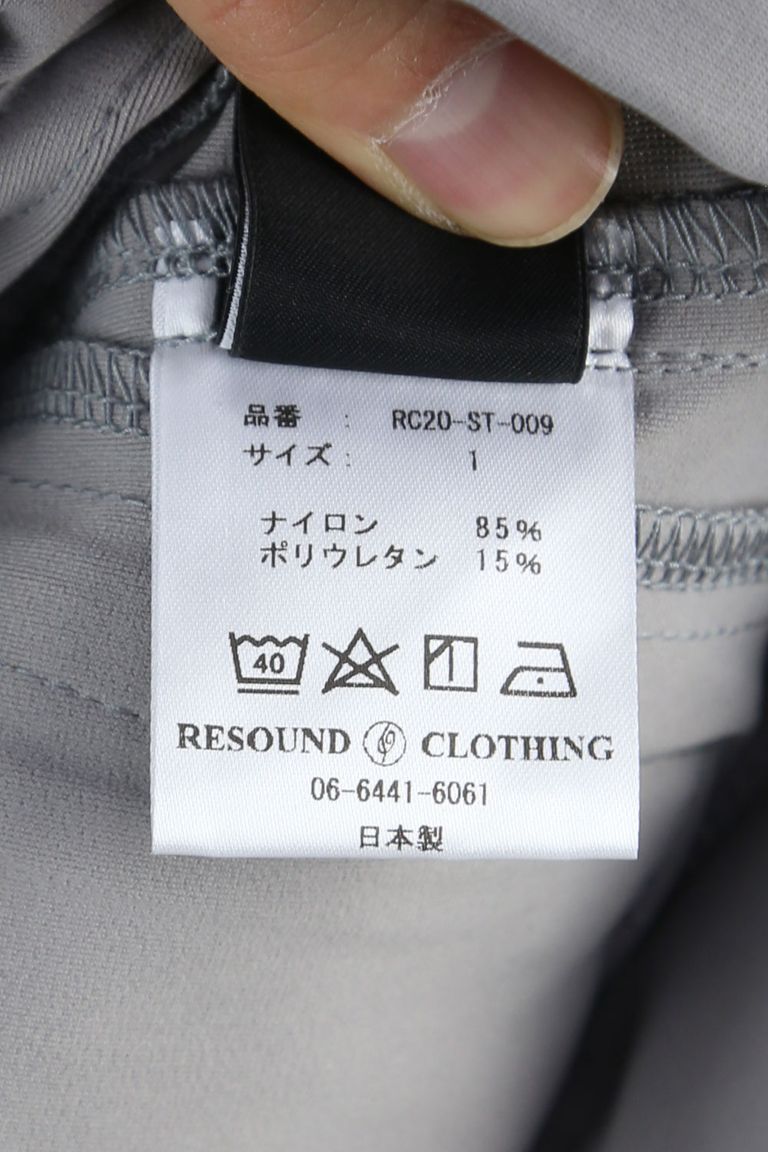 品番 : RC20-ST-009
サイズ : 1
ナイロン 85%
ポリウレタン 15%
40
RESOUND CLOTHING
06-6441-6061
日本製